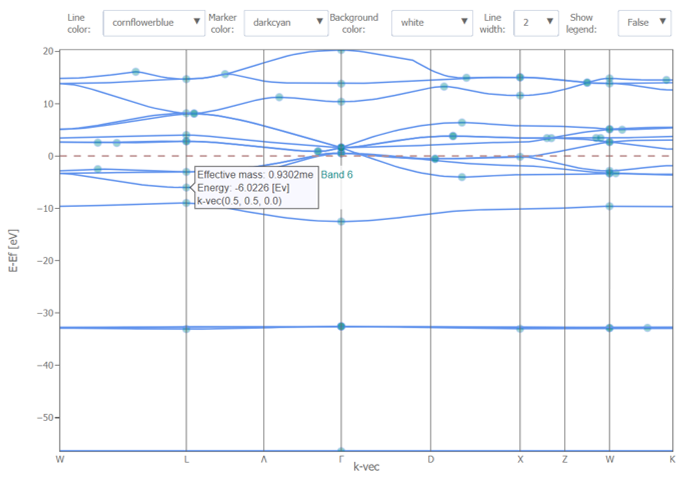 Line color: cornflowerblue Marker color: darkcyan Background color: white Line width: 2 Show legend: False
20
10
0
−10
−20
−30
−40
−50
E-Ef [eV]
Effective mass: 0.9302me Band 6
Energy: -6.0226 [Ev]
k-vec(0.5, 0.5, 0.0)
W L Λ Γ D X Z W K
k-vec